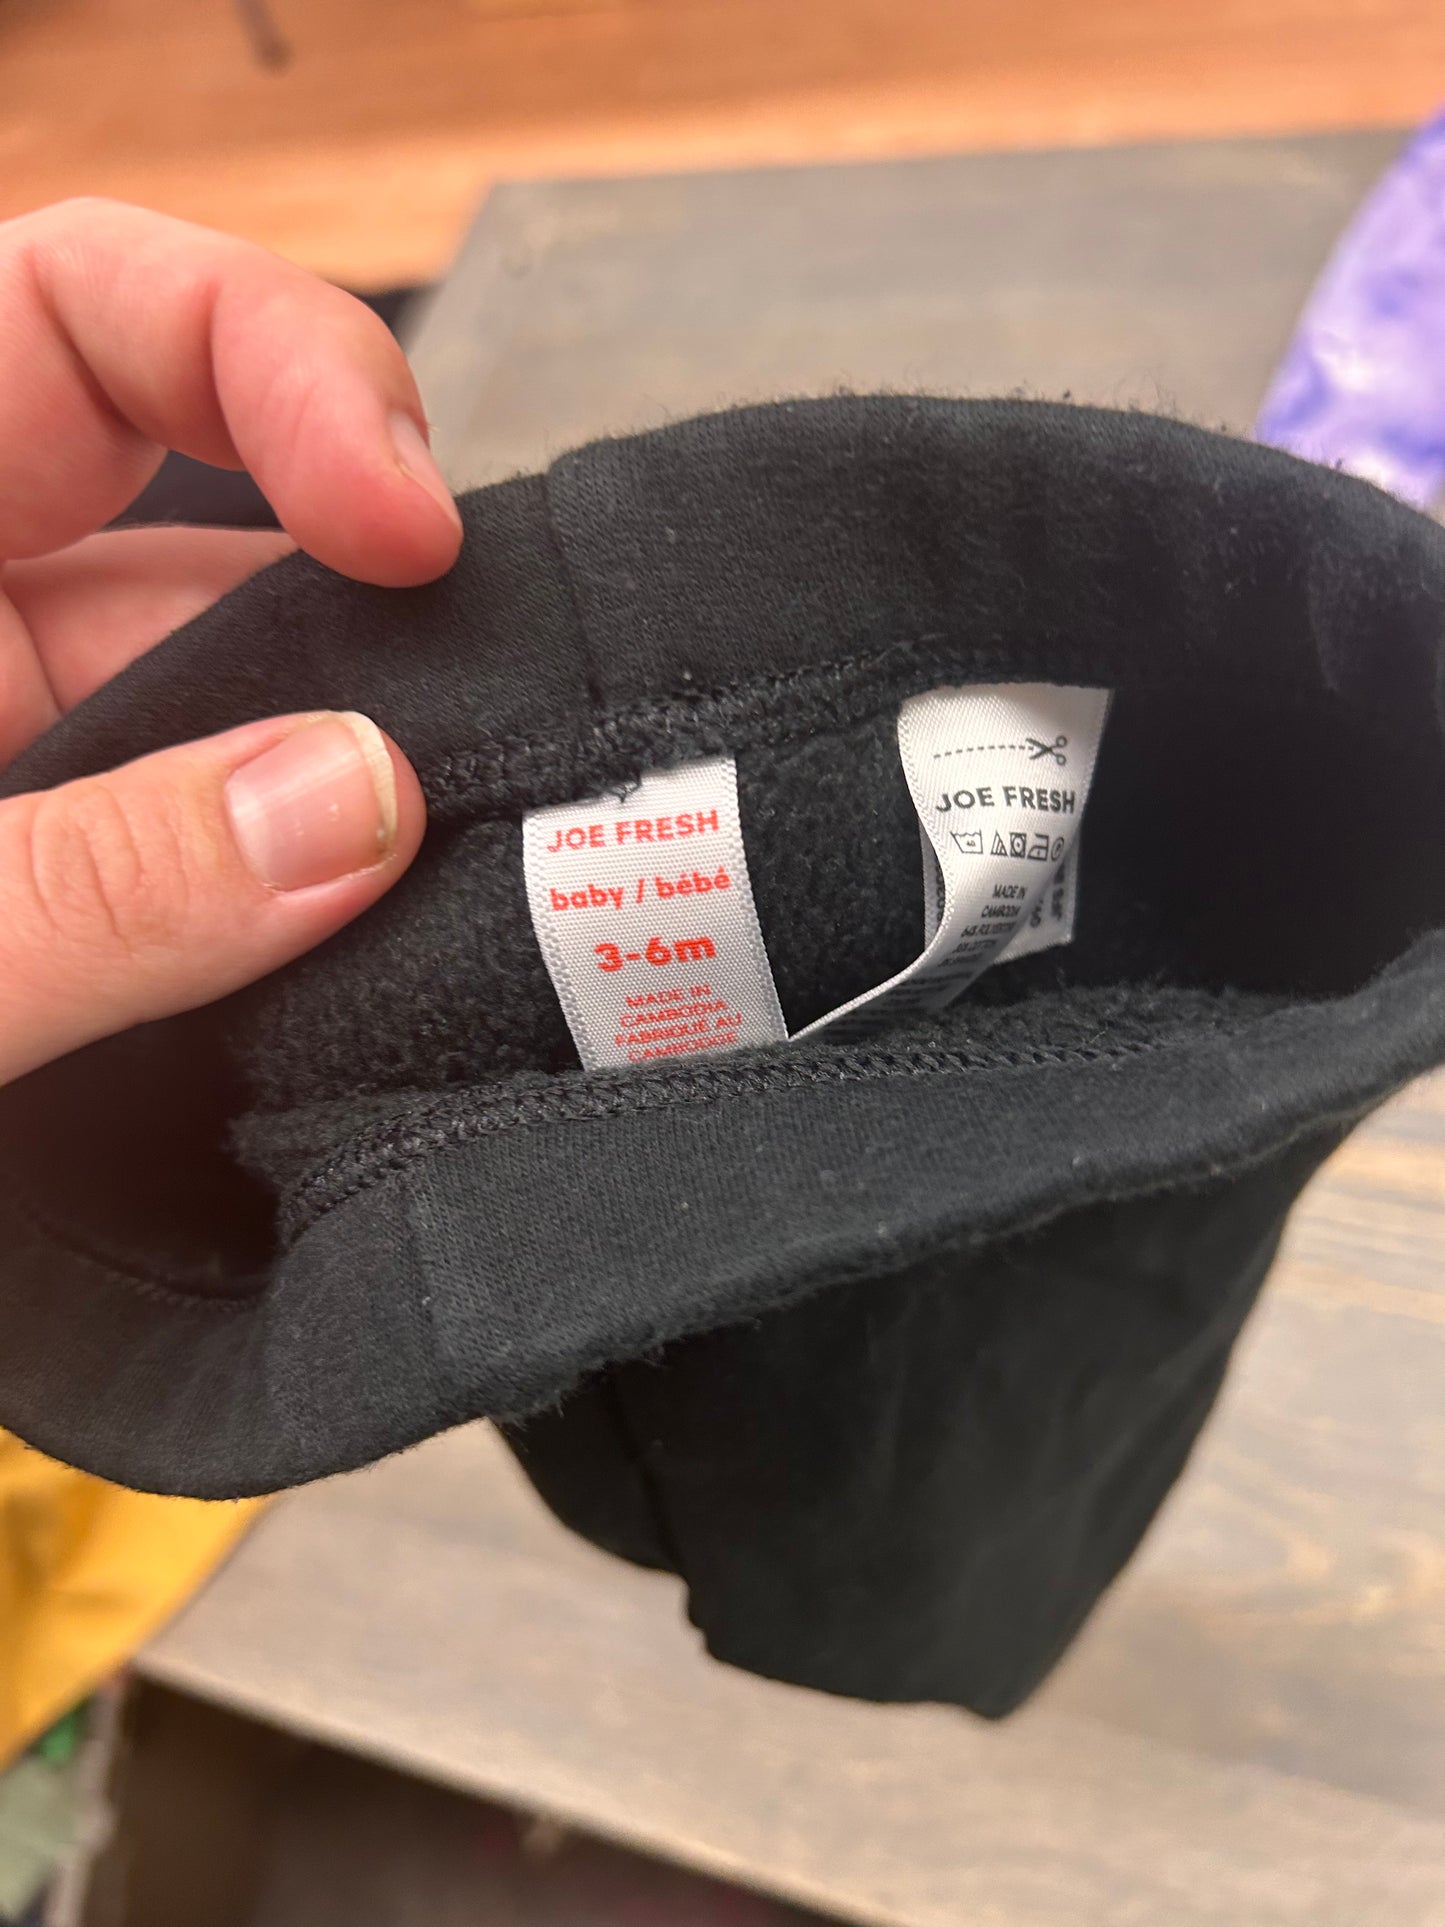 JOE FRESH
baby / bébé
3-6m
MADE IN
CAMBODIA
FABRIQUÉ AU
CAMBODGE
JOE FRESH
MADE IN
CAMBODIA